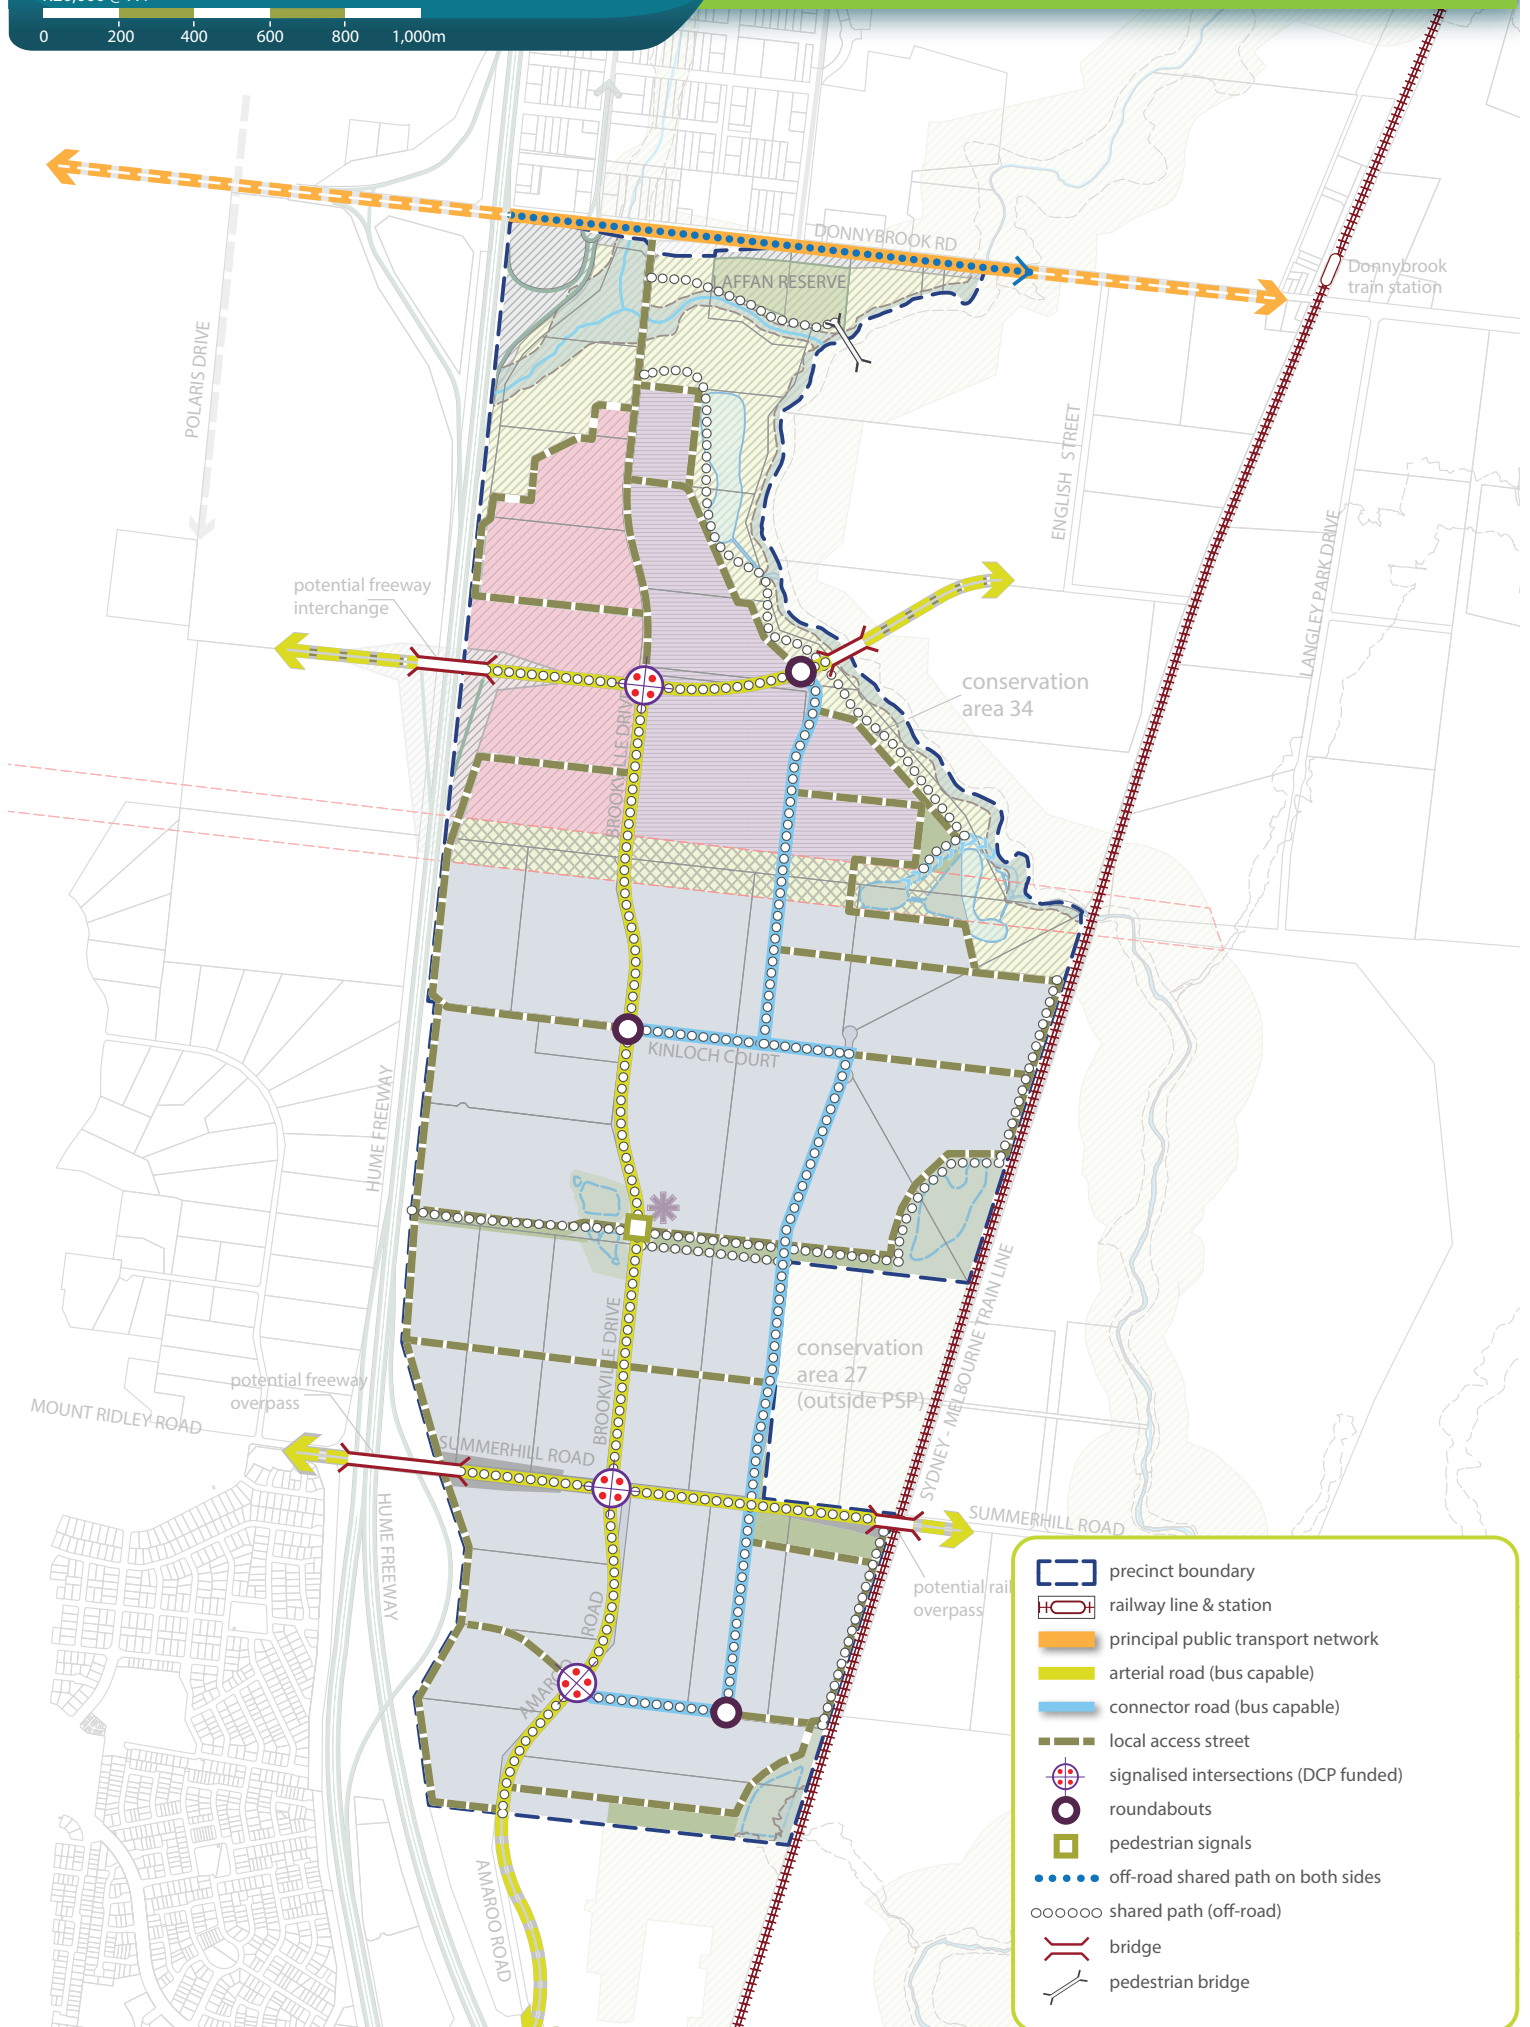 0 200 400 600 800 1,000m
DONNYBROOK RD
Donnybrook
train station
LAFFAN RESERVE
POLARIS DRIVE
ENGLISH STREET
LANGLEY PARK DRIVE
potential freeway
interchange
conservation
area 34
BROOKVILLE DRIVE
KINLOCH COURT
HUME FREEWAY
SYDNEY - MELBOURNE TRAIN LINE
BROOKVILLE DRIVE
conservation
area 27
(outside PSP)
potential freeway
overpass
MOUNT RIDLEY ROAD
SUMMERHILL ROAD
SUMMERHILL ROAD
HUME FREEWAY
potential rail
overpass
AMAROO ROAD
AMAROO ROAD
precinct boundary
railway line & station
principal public transport network
arterial road (bus capable)
connector road (bus capable)
local access street
signalised intersections (DCP funded)
roundabouts
pedestrian signals
off-road shared path on both sides
shared path (off-road)
bridge
pedestrian bridge